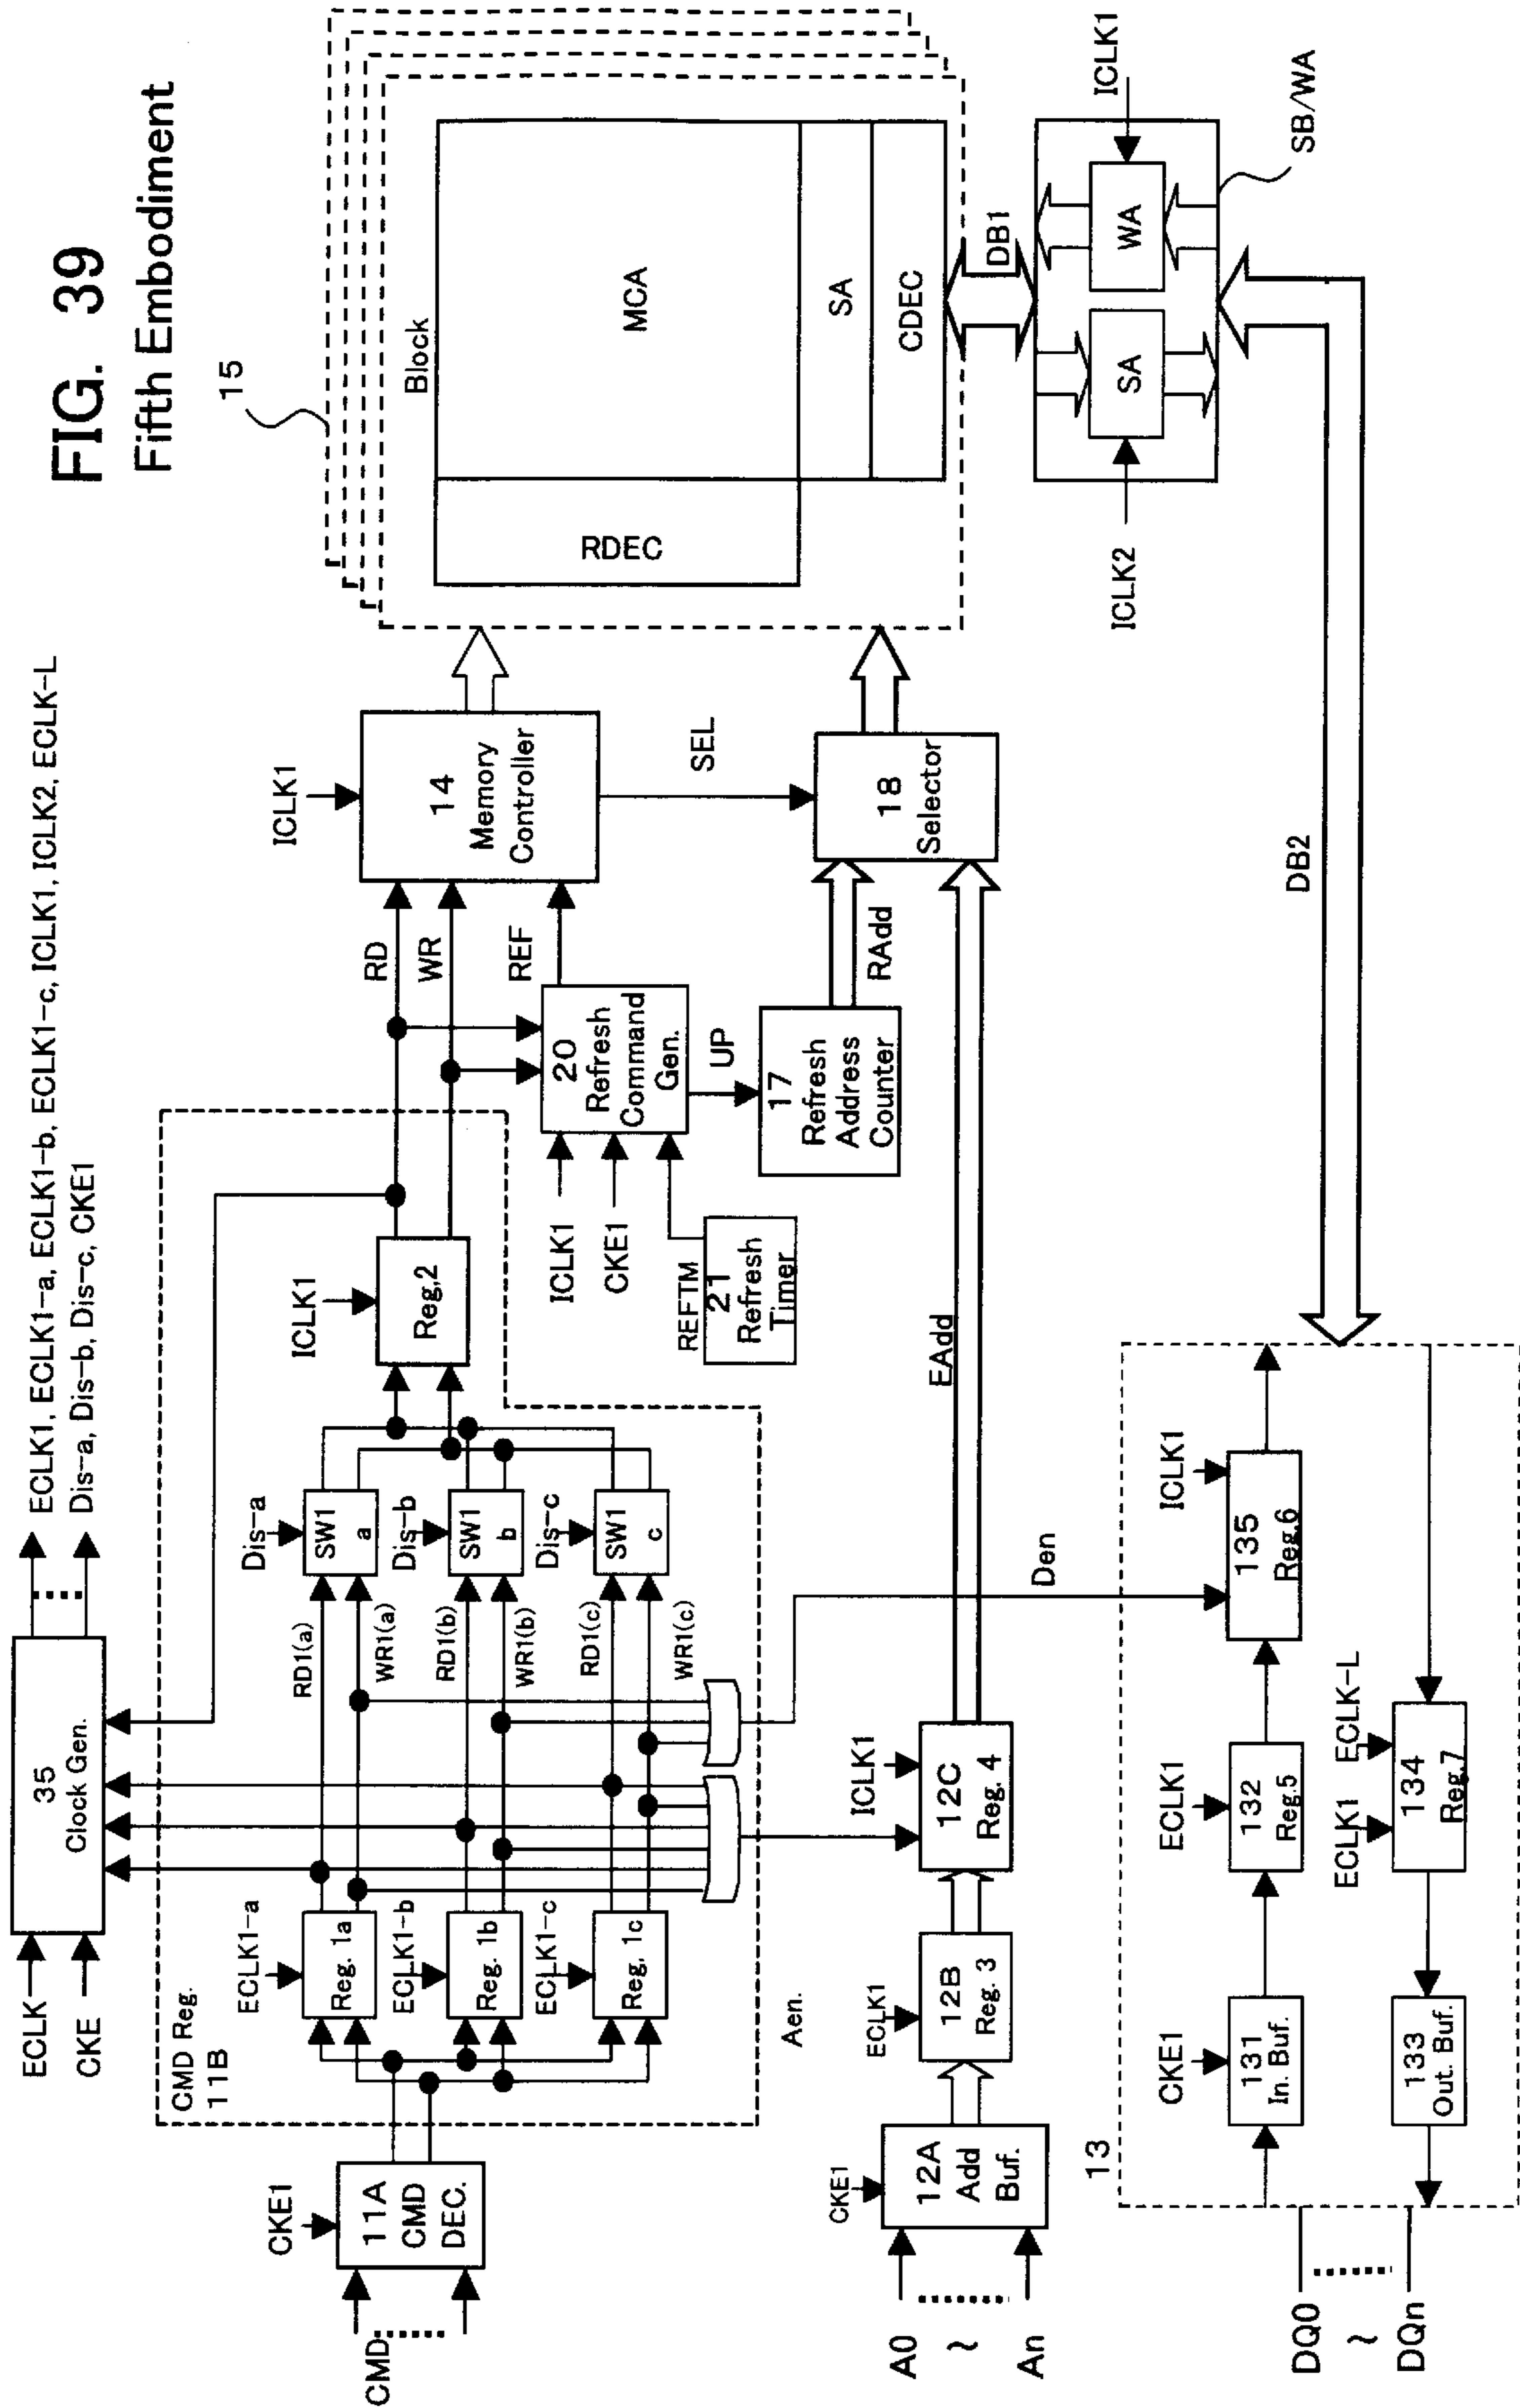 FIG. 39
Fifth Embodiment
ECLK
CKE
35
Clock Gen.
ECLK1, ECLK1-a, ECLK1-b, ECLK1-c, ICLK1, ICLK2, ECLK-L
Dis-a, Dis-b, Dis-c, CKE1
CMD Reg.
11B
CMD
CKE1
11A
CMD
DEC.
ECLK1-a
Reg. 1a
ECLK1-b
Reg. 1b
ECLK1-c
Reg. 1c
RD1(a)
WR1(a)
RD1(b)
WR1(b)
RD1(c)
WR1(c)
Dis-a
SW1
a
Dis-b
SW1
b
Dis-c
SW1
c
ICLK1
Reg.2
RD
WR
REF
ICLK1
CKE1
REFTM
21
Refresh
Timer
20
Refresh
Command
Gen.
UP
17
Refresh
Address
Counter
RAdd
ICLK1
14
Memory
Controller
SEL
18
Selector
15
Block
MCA
RDEC
SA
CDEC
DB1
ICLK2
SA
WA
ICLK1
SB/WA
DB2
Aen.
Den
A0
~
An
CKE1
12A
Add
Buf.
ECLK1
12B
Reg. 3
ICLK1
12C
Reg. 4
EAdd
13
DQ0
~
DQn
CKE1
131
In. Buf.
ECLK1
132
Reg.5
ICLK1
135
Reg.6
133
Out. Buf.
ECLK1
ECLK-L
134
Reg.7